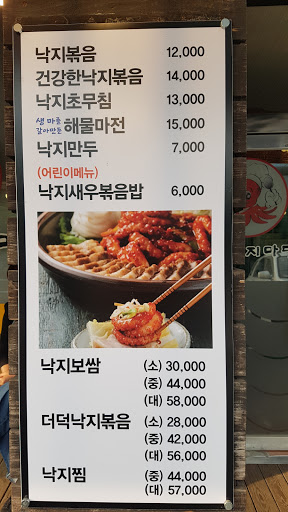 낙지볶음 12,000
건강한낙지볶음 14,000
낙지초무침 13,000
생 마를
갈아만든 해물마전 15,000
낙지만두 7,000
(어린이메뉴)
낙지새우볶음밥 6,000
낙지보쌈 (소) 30,000
(중) 44,000
(대) 58,000
더덕낙지볶음 (소) 28,000
(중) 42,000
(대) 56,000
낙지찜 (중) 44,000
(대) 57,000